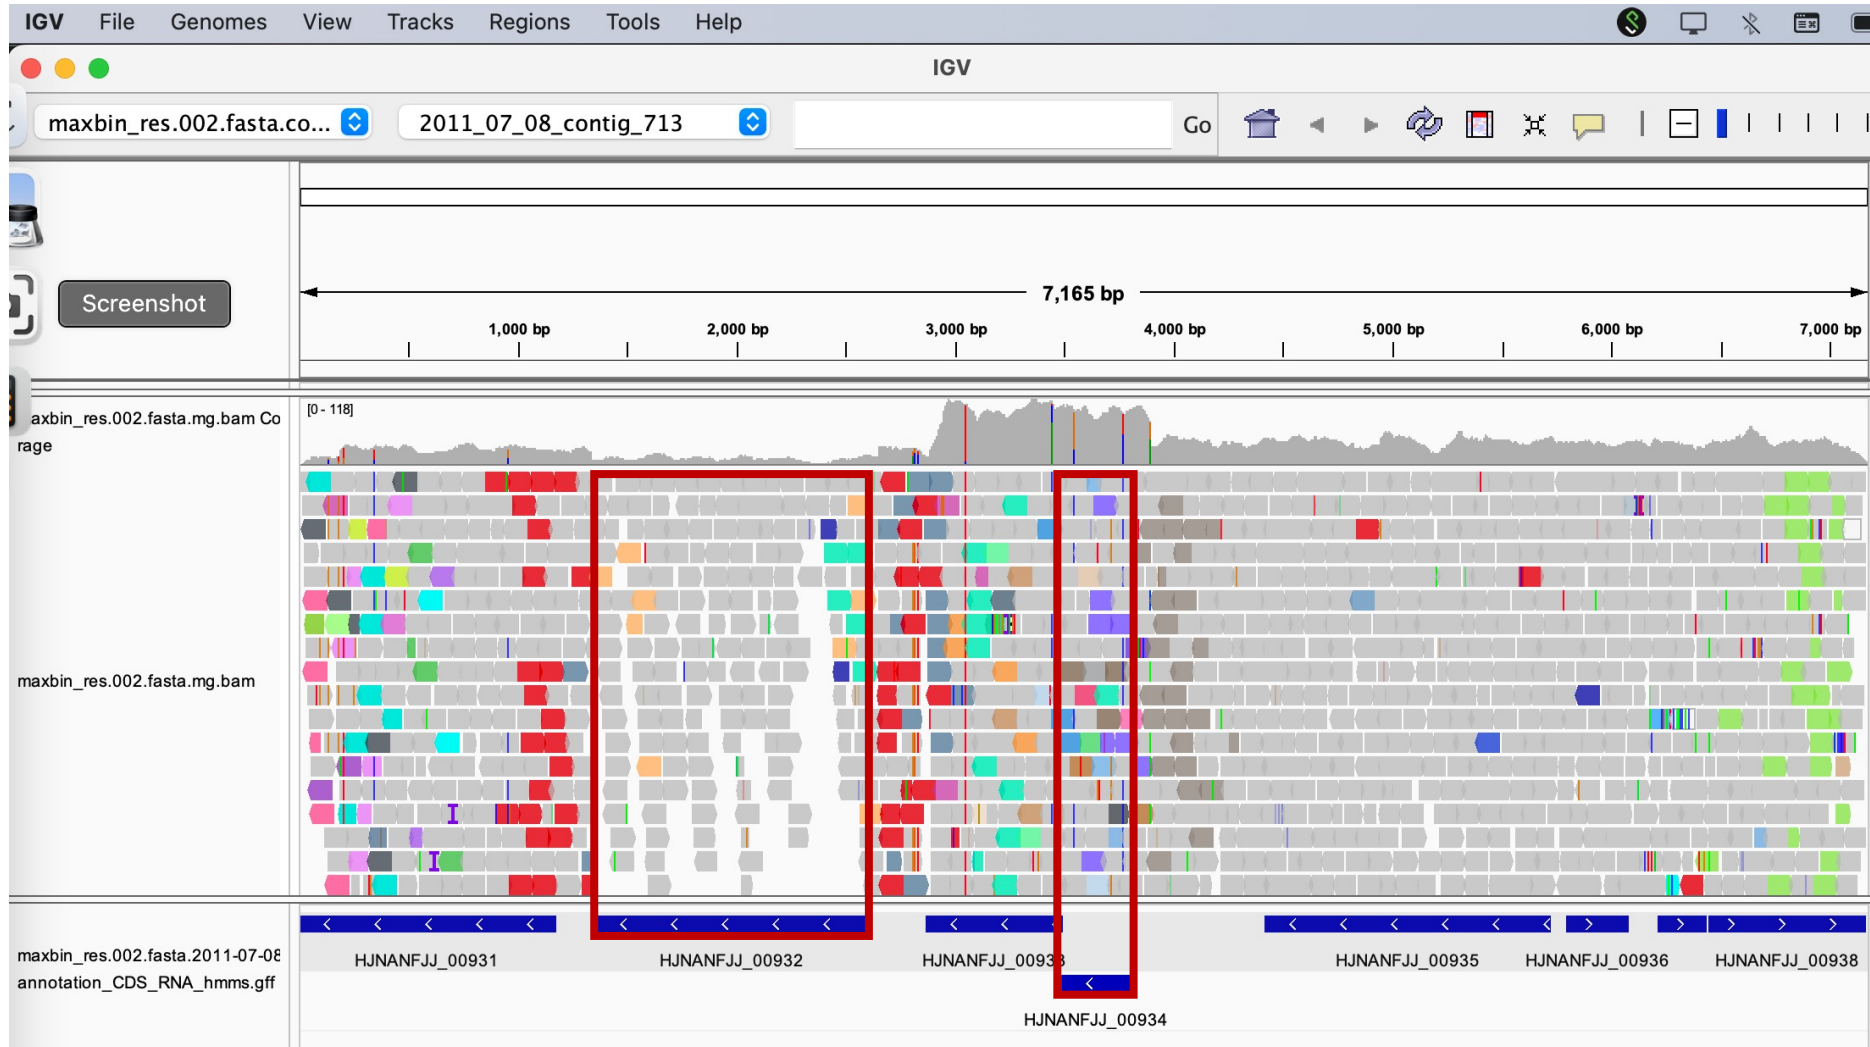 IGV File Genomes View Tracks Regions Tools Help
IGV
maxbin_res.002.fasta.co... 2011_07_08_contig_713 Go
Screenshot
7,165 bp
1,000 bp 2,000 bp 3,000 bp 4,000 bp 5,000 bp 6,000 bp 7,000 bp
axbin_res.002.fasta.mg.bam Co
rage
[0 - 118]
maxbin_res.002.fasta.mg.bam
maxbin_res.002.fasta.2011-07-08
annotation_CDS_RNA_hmms.gff
HJNANFJJ_00931 HJNANFJJ_00932 HJNANFJJ_00933 HJNANFJJ_00935 HJNANFJJ_00936 HJNANFJJ_00938
HJNANFJJ_00934